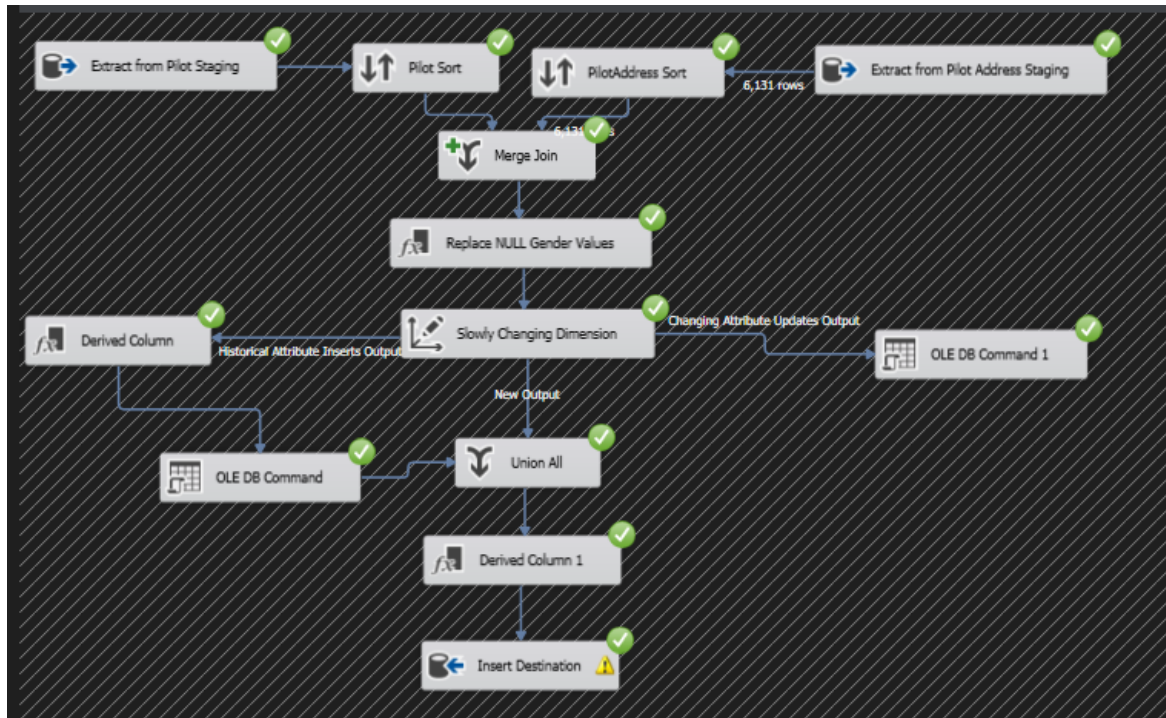 Extract from Pilot Staging
Pilot Sort
PilotAddress Sort
Extract from Pilot Address Staging
6,131 rows
Merge Join
Replace NULL Gender Values
Slowly Changing Dimension
Changing Attribute Updates Output
Derived Column
Historical Attribute Inserts Output
OLE DB Command 1
New Output
OLE DB Command
Union All
Derived Column 1
Insert Destination